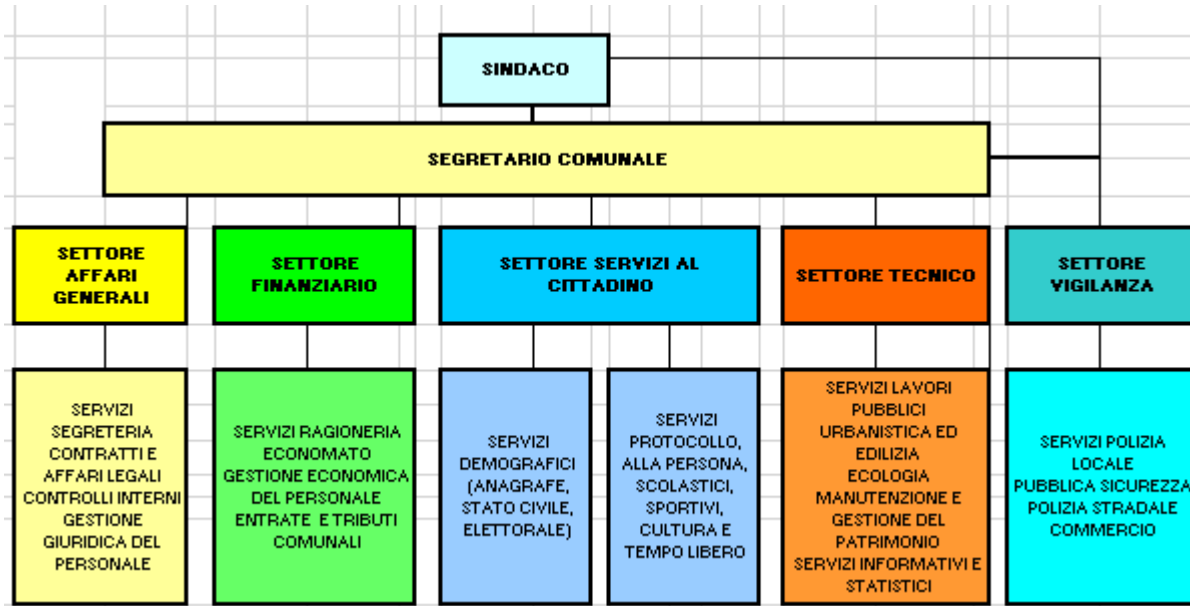 SINDACO
SEGRETARIO COMUNALE
SETTORE
AFFARI
GENERALI
SETTORE
FINANZIARIO
SETTORE SERVIZI AL
CITTADINO
SETTORE TECNICO
SETTORE
VIGILANZA
SERVIZI
SEGRETERIA
CONTRATTI E
AFFARI LEGALI
CONTROLLI INTERNI
GESTIONE
GIURIDICA DEL
PERSONALE
SERVIZI RAGIONERIA
ECONOMATO
GESTIONE ECONOMICA
DEL PERSONALE
ENTRATE E TRIBUTI
COMUNALI
SERVIZI
DEMOGRAFICI
(ANAGRAFE,
STATO CIVILE,
ELETTORALE)
SERVIZI
PROTOCOLLO,
ALLA PERSONA,
SCOLASTICI,
SPORTIVI,
CULTURA E
TEMPO LIBERO
SERVIZI LAVORI
PUBBLICI
URBANISTICA ED
EDILIZIA
ECOLOGIA
MANUTENZIONE E
GESTIONE DEL
PATRIMONIO
SERVIZI INFORMATIVI E
STATISTICI
SERVIZI POLIZIA
LOCALE
PUBBLICA SICUREZZA
POLIZIA STRADALE
COMMERCIO